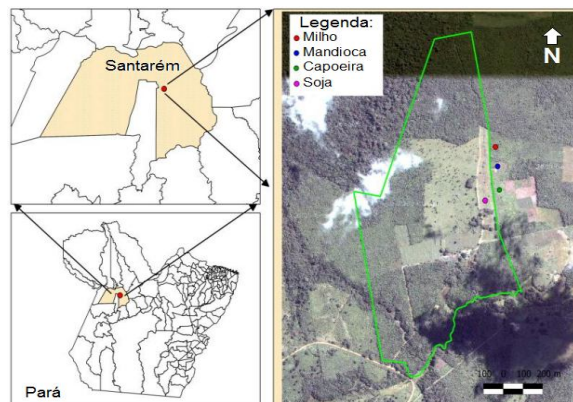 Santarém
Pará
Legenda:
Milho
Mandioca
Capoeira
Soja
N
100 0 100 200 m